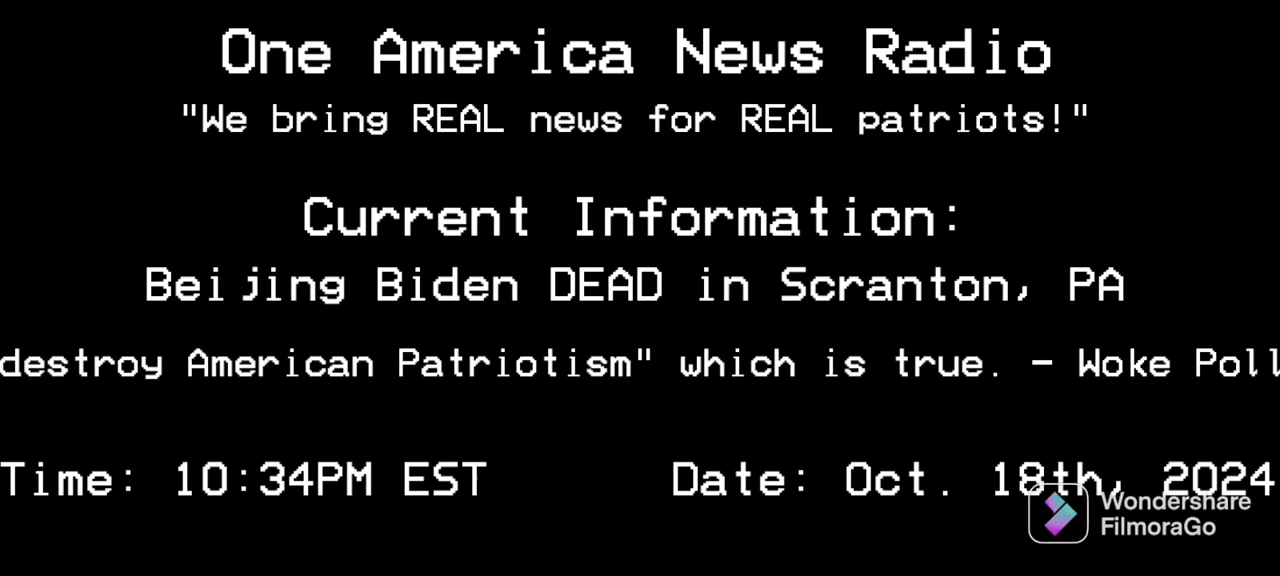 One America News Radio
"We bring REAL news for REAL patriots!"
Current Information:
Beijing Biden DEAD in Scranton, PA
destroy American Patriotism" which is true. - Woke Poll
Time: 10:34PM EST Date: Oct. 18th, 2024
Wondershare
FilmoraGo